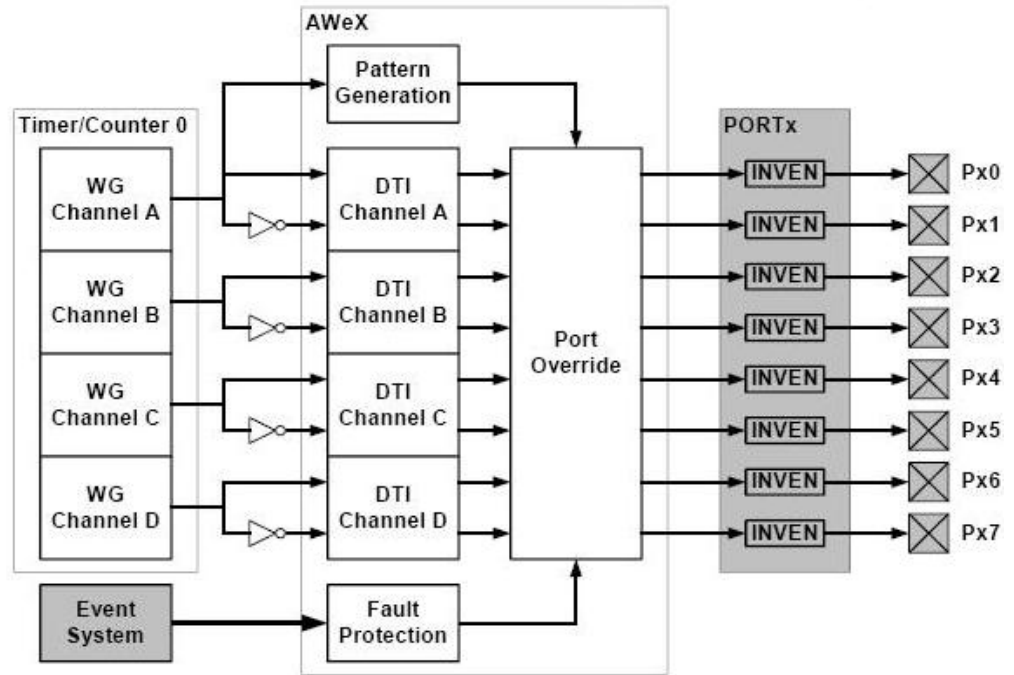 AWeX
Pattern
Generation
Timer/Counter 0
PORTx
WG
Channel A
DTI
Channel A
INVEN
Px0
INVEN
Px1
WG
Channel B
DTI
Channel B
INVEN
Px2
INVEN
Px3
Port
Override
WG
Channel C
DTI
Channel C
INVEN
Px4
INVEN
Px5
WG
Channel D
DTI
Channel D
INVEN
Px6
INVEN
Px7
Event
System
Fault
Protection